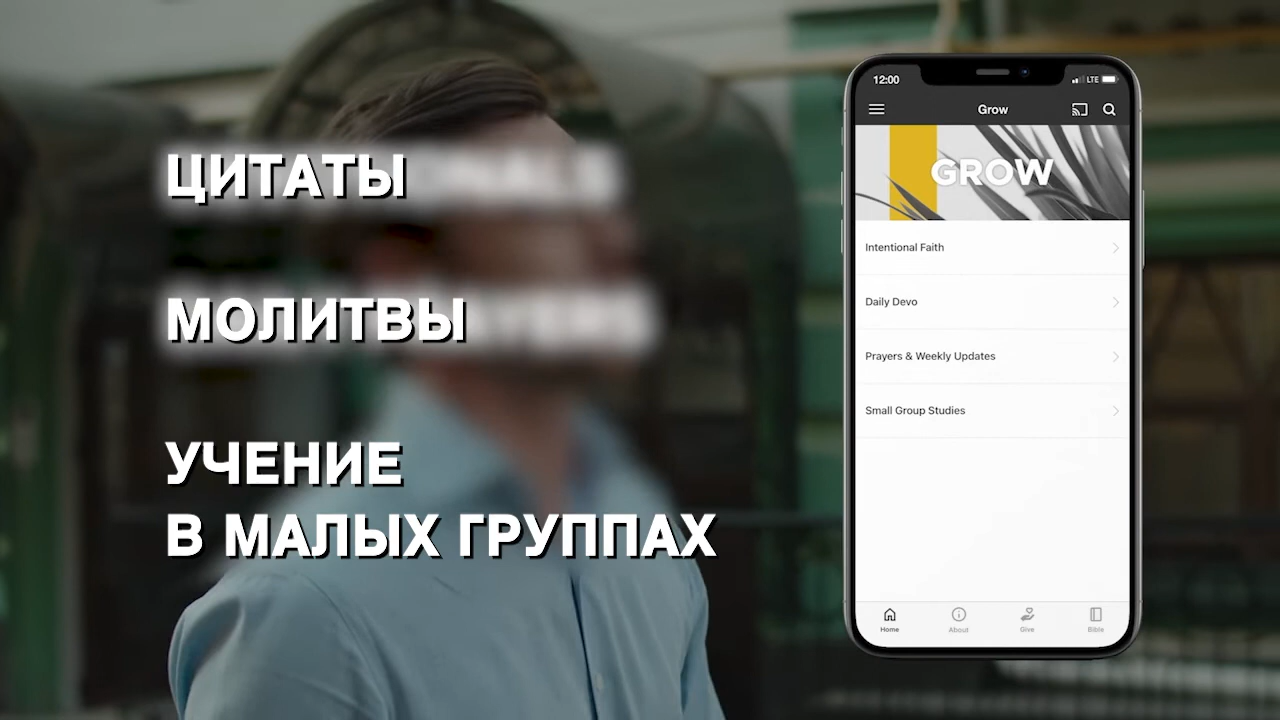 ЦИТАТЫ
МОЛИТВЫ
УЧЕНИЕ
В МАЛЫХ ГРУППАХ
12:00
LTE
Grow
GROW
Intentional Faith
Daily Devo
Prayers & Weekly Updates
Small Group Studies
Home
About
Give
Bible